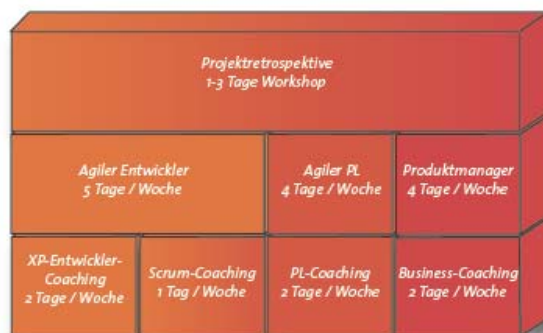 Projektretrospektive
1-3 Tage Workshop
Agiler Entwickler
5 Tage / Woche
Agiler PL
4 Tage / Woche
Produktmanager
4 Tage / Woche
XP-Entwickler-
Coaching
2 Tage / Woche
Scrum-Coaching
1 Tag / Woche
PL-Coaching
2 Tage / Woche
Business-Coaching
2 Tage / Woche